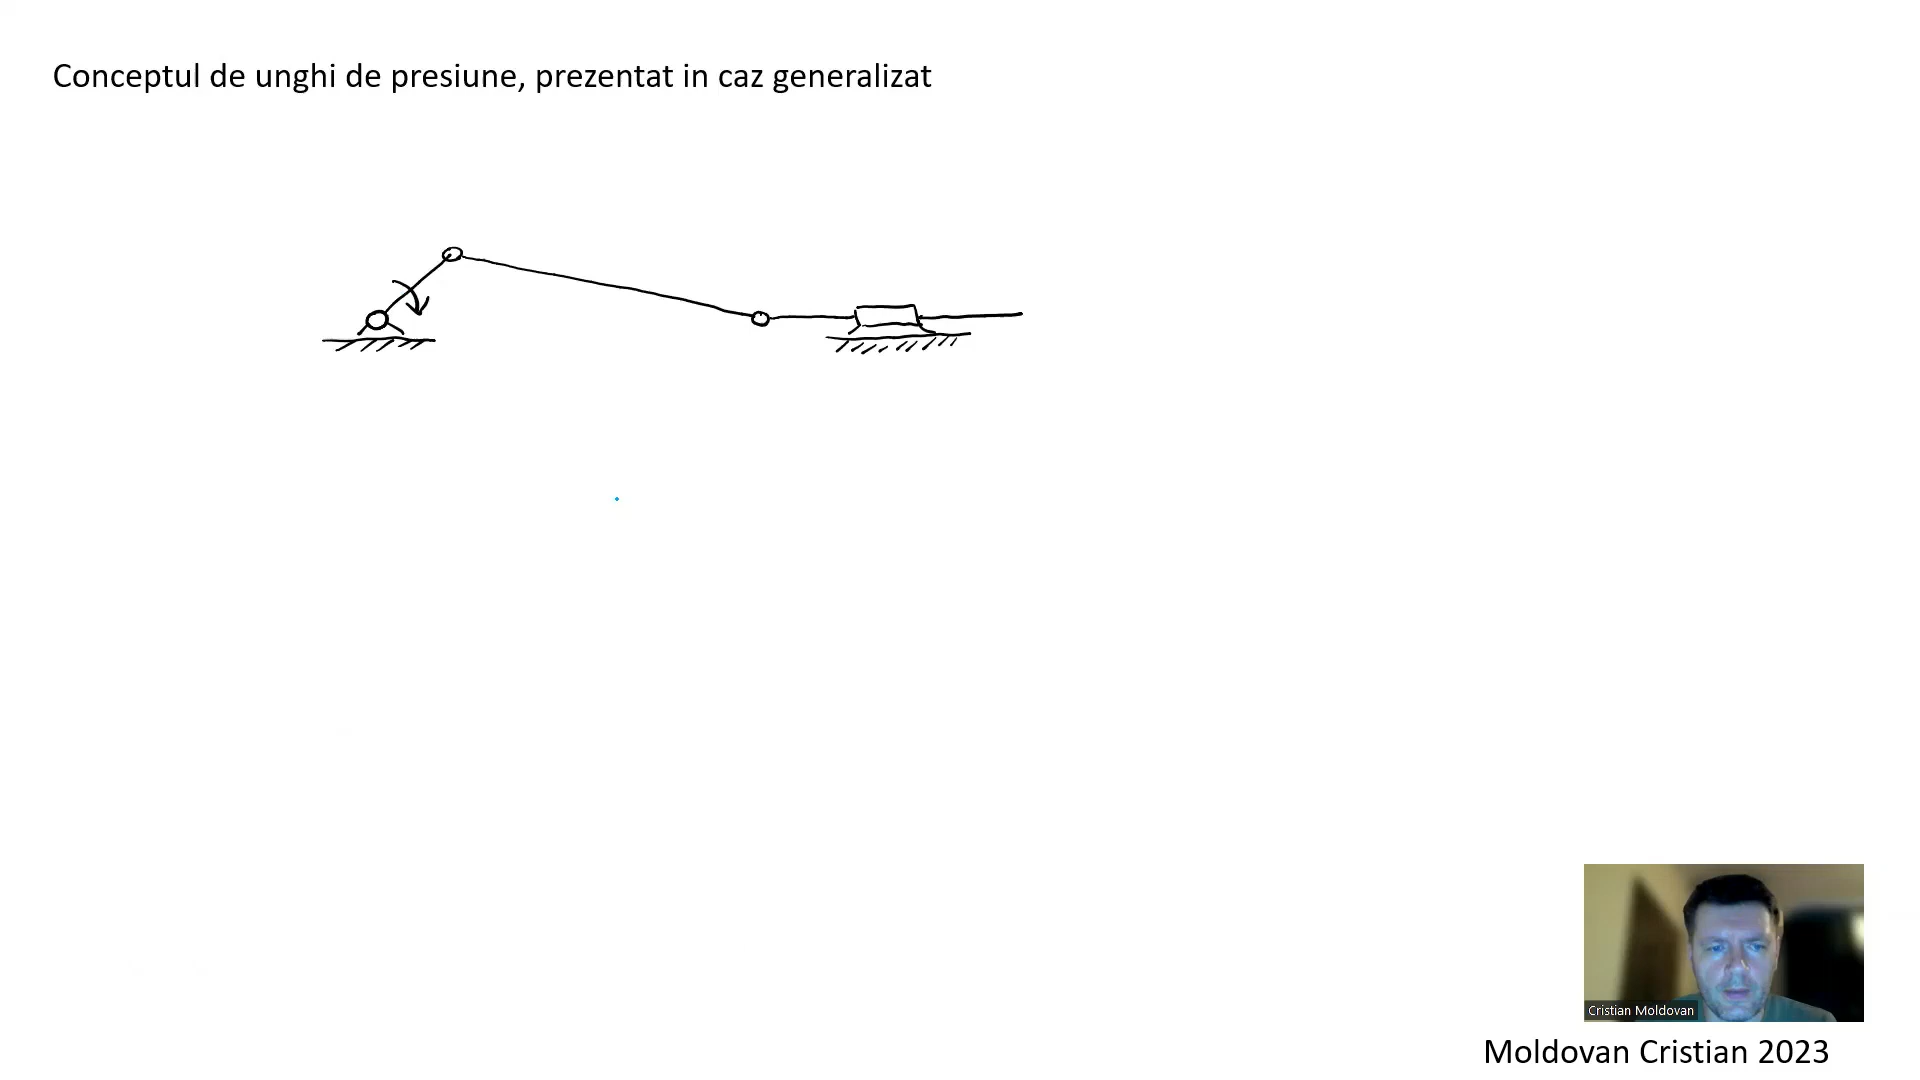 Conceptul de unghi de presiune, prezentat in caz generalizat
Cristian Moldovan
Moldovan Cristian 2023